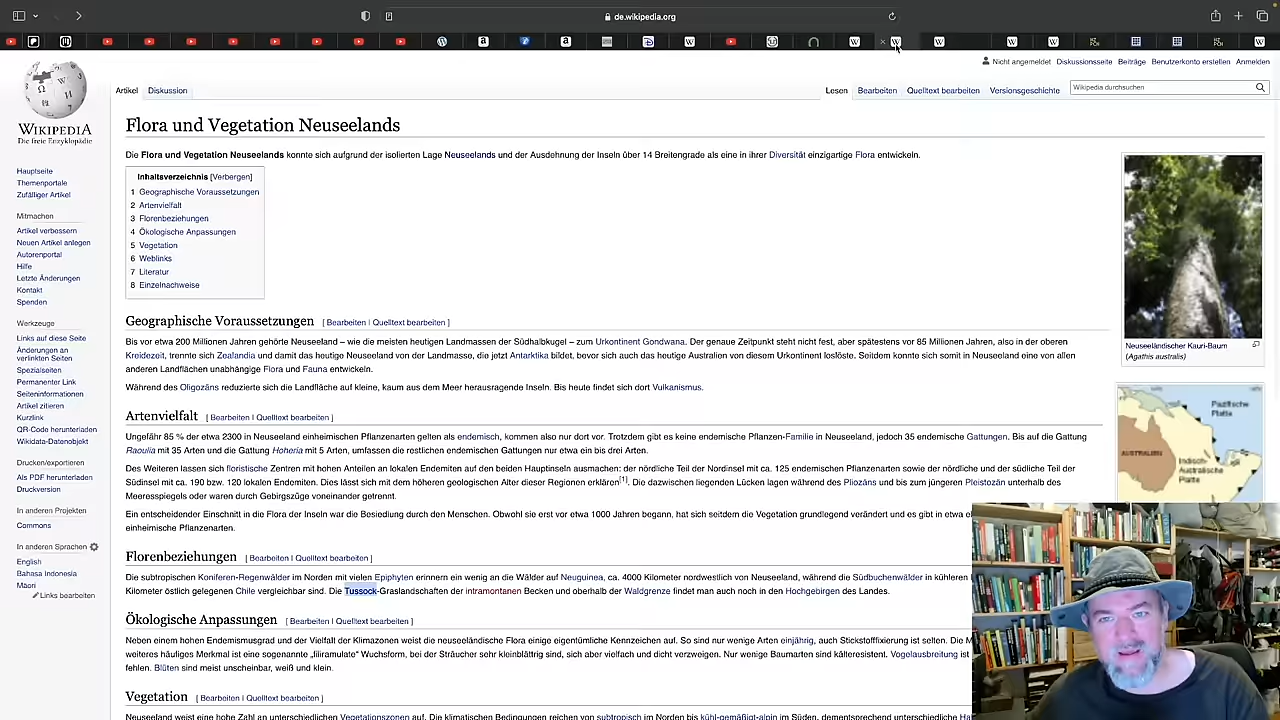 de.wikipedia.org
Nicht angemeldet Diskussionsseite Beiträge Benutzerkonto erstellen Anmelden
Artikel Diskussion
Lesen Bearbeiten Quelltext bearbeiten Versionsgeschichte
Wikipedia durchsuchen
WIKIPEDIA
Die freie Enzyklopädie
Hauptseite
Themenportale
Zufälliger Artikel
Mitmachen
Artikel verbessern
Neuen Artikel anlegen
Autorenportal
Hilfe
Letzte Änderungen
Kontakt
Spenden
Werkzeuge
Links auf diese Seite
Änderungen an
verlinkten Seiten
Spezialseiten
Permanenter Link
Seiteninformationen
Artikel zitieren
Kurzlink
QR-Code herunterladen
Wikidata-Datenobjekt
Drucken/exportieren
Als PDF herunterladen
Druckversion
In anderen Projekten
Commons
In anderen Sprachen
English
Bahasa Indonesia
Māori
Links bearbeiten
Flora und Vegetation Neuseelands
Die Flora und Vegetation Neuseelands konnte sich aufgrund der isolierten Lage Neuseelands und der Ausdehnung der Inseln über 14 Breitengrade als eine in ihrer Diversität einzigartige Flora entwickeln.
Inhaltsverzeichnis [Verbergen]
1 Geographische Voraussetzungen
2 Artenvielfalt
3 Florenbeziehungen
4 Ökologische Anpassungen
5 Vegetation
6 Weblinks
7 Literatur
8 Einzelnachweise
Geographische Voraussetzungen [ Bearbeiten | Quelltext bearbeiten ]
Bis vor etwa 200 Millionen Jahren gehörte Neuseeland – wie die meisten heutigen Landmassen der Südhalbkugel – zum Urkontinent Gondwana. Der genaue Zeitpunkt steht nicht fest, aber spätestens vor 85 Millionen Jahren, also in der oberen
Kreidezeit, trennte sich Zealandia und damit das heutige Neuseeland von der Landmasse, die jetzt Antarktika bildet, bevor sich auch das heutige Australien von diesem Urkontinent losloste. Seitdem konnte sich somit in Neuseeland eine von allen
anderen Landflächen unabhängige Flora und Fauna entwickeln.
Während des Oligozäns reduzierte sich die Landfläche auf kleine, kaum aus dem Meer herausragende Inseln. Bis heute findet sich dort Vulkanismus.
Artenvielfalt [ Bearbeiten | Quelltext bearbeiten ]
Ungefähr 85 % der etwa 2300 in Neuseeland einheimischen Pflanzenarten gelten als endemisch, kommen also nur dort vor. Trotzdem gibt es keine endemische Pflanzen-Familie in Neuseeland, jedoch 35 endemische Gattungen. Bis auf die Gattung
Raoulia mit 35 Arten und die Gattung Hoheria mit 5 Arten, umfassen die restlichen endemischen Gattungen nur etwa ein bis drei Arten.
Des Weiteren lassen sich floristische Zentren mit hohen Anteilen an lokalen Endemiten auf den beiden Hauptinseln ausmachen: der nördliche Teil der Nordinsel mit ca. 125 endemischen Pflanzenarten sowie der nördliche und der südliche Teil der
Südinsel mit ca. 190 bzw. 120 lokalen Endemiten. Dies lässt sich mit dem höheren geologischen Alter dieser Regionen erklären[1]. Die dazwischen liegenden Lücken lagen während des Pliozäns und bis zum jüngeren Pleistozän unterhalb des
Meeresspiegels oder waren durch Gebirgszüge voneinander getrennt.
Ein entscheidender Einschnitt in die Flora der Inseln war die Besiedlung durch den Menschen. Obwohl sie erst vor etwa 1000 Jahren begann, hat sich seitdem die Vegetation grundlegend verändert und es gibt in etwa
einheimische Pflanzenarten.
Florenbeziehungen [ Bearbeiten | Quelltext bearbeiten ]
Die subtropischen Koniferen-Regenwälder im Norden mit vielen Epiphyten erinnern ein wenig an die Wälder auf Neuguinea, ca. 4000 Kilometer nordwestlich von Neuseeland, während die Südbuchenwälder in kühleren
Kilometer östlich gelegenen Chile vergleichbar sind. Die Tussock-Graslandschaften der intramontanen Becken und oberhalb der Waldgrenze findet man auch noch in den Hochgebirgen des Landes.
Ökologische Anpassungen [ Bearbeiten | Quelltext bearbeiten ]
Neben einem hohen Endemismusgrad und der Vielfalt der Klimazonen weist die neuseeländische Flora einige eigentümliche Kennzeichen auf. So sind nur wenige Arten einjährig, auch Stickstofffixierung ist selten. Die
weiteres häufiges Merkmal ist eine sogenannte „filiramulate“ Wuchsform, bei der Sträucher sehr kleinblättrig sind, sich aber vielfach und dicht verzweigen. Nur wenige Baumarten sind kälteresistent. Vogelausbreitung ist
fehlen. Blüten sind meist unscheinbar, weiß und klein.
Vegetation [ Bearbeiten | Quelltext bearbeiten ]
Neuseeland weist eine hohe Zahl an unterschiedlichen Vegetationszonen auf. Die klimatischen Bedingungen reichen von subtropisch im Norden bis kühl-gemäßigt-alpin im Süden, dementsprechend unterschiedliche
Neuseeländischer Kauri-Baum
(Agathis australis)
Pazifische
Platte
AUSTRALIEN
Indisch-
Australische
Platte